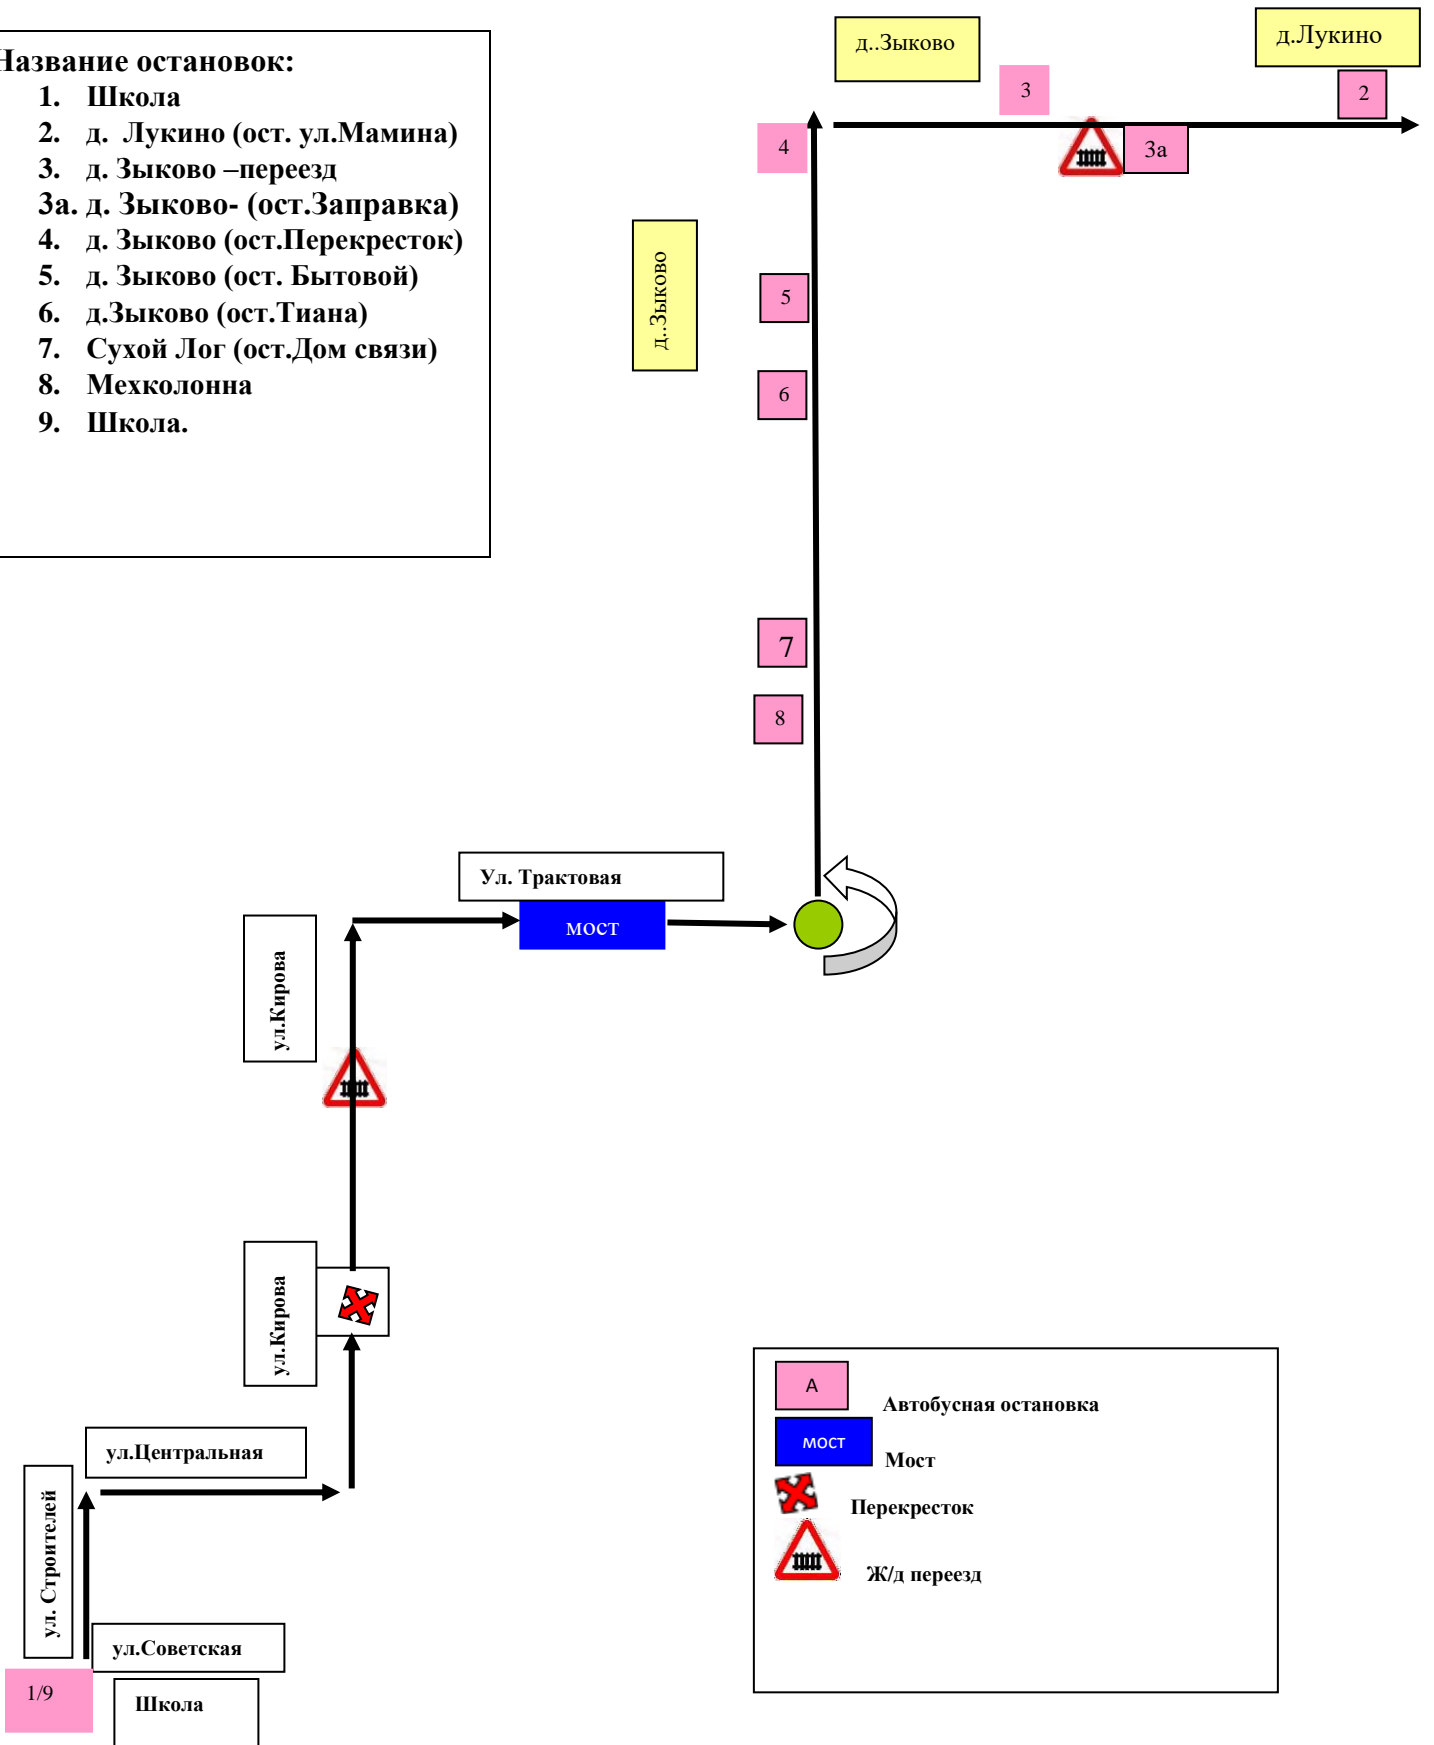 Название остановок:
1. Школа
2. д. Лукино (ост. ул.Мамина)
3. д. Зыково –переезд
3а. д. Зыково- (ост.Заправка)
4. д. Зыково (ост.Перекресток)
5. д. Зыково (ост. Бытовой)
6. д.Зыково (ост.Тиана)
7. Сухой Лог (ост.Дом связи)
8. Мехколонна
9. Школа.
д..Зыково
д.Лукино
3
2
4
3а
д..Зыково
5
6
7
8
Ул. Трактовая
мост
ул.Кирова
ул.Кирова
ул.Центральная
ул. Строителей
ул.Советская
1/9
Школа
А
Автобусная остановка
мост
Мост
Перекресток
Ж/д переезд